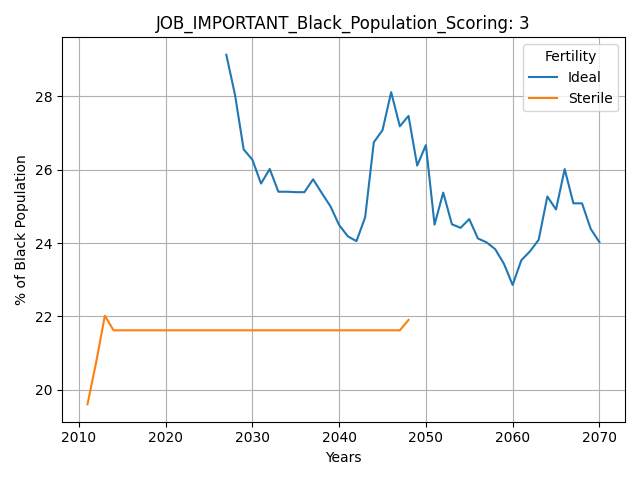 JOB_IMPORTANT_Black_Population_Scoring: 3
Fertility
Ideal
Sterile
% of Black Population
28
26
24
22
20
2010 2020 2030 2040 2050 2060 2070
Years